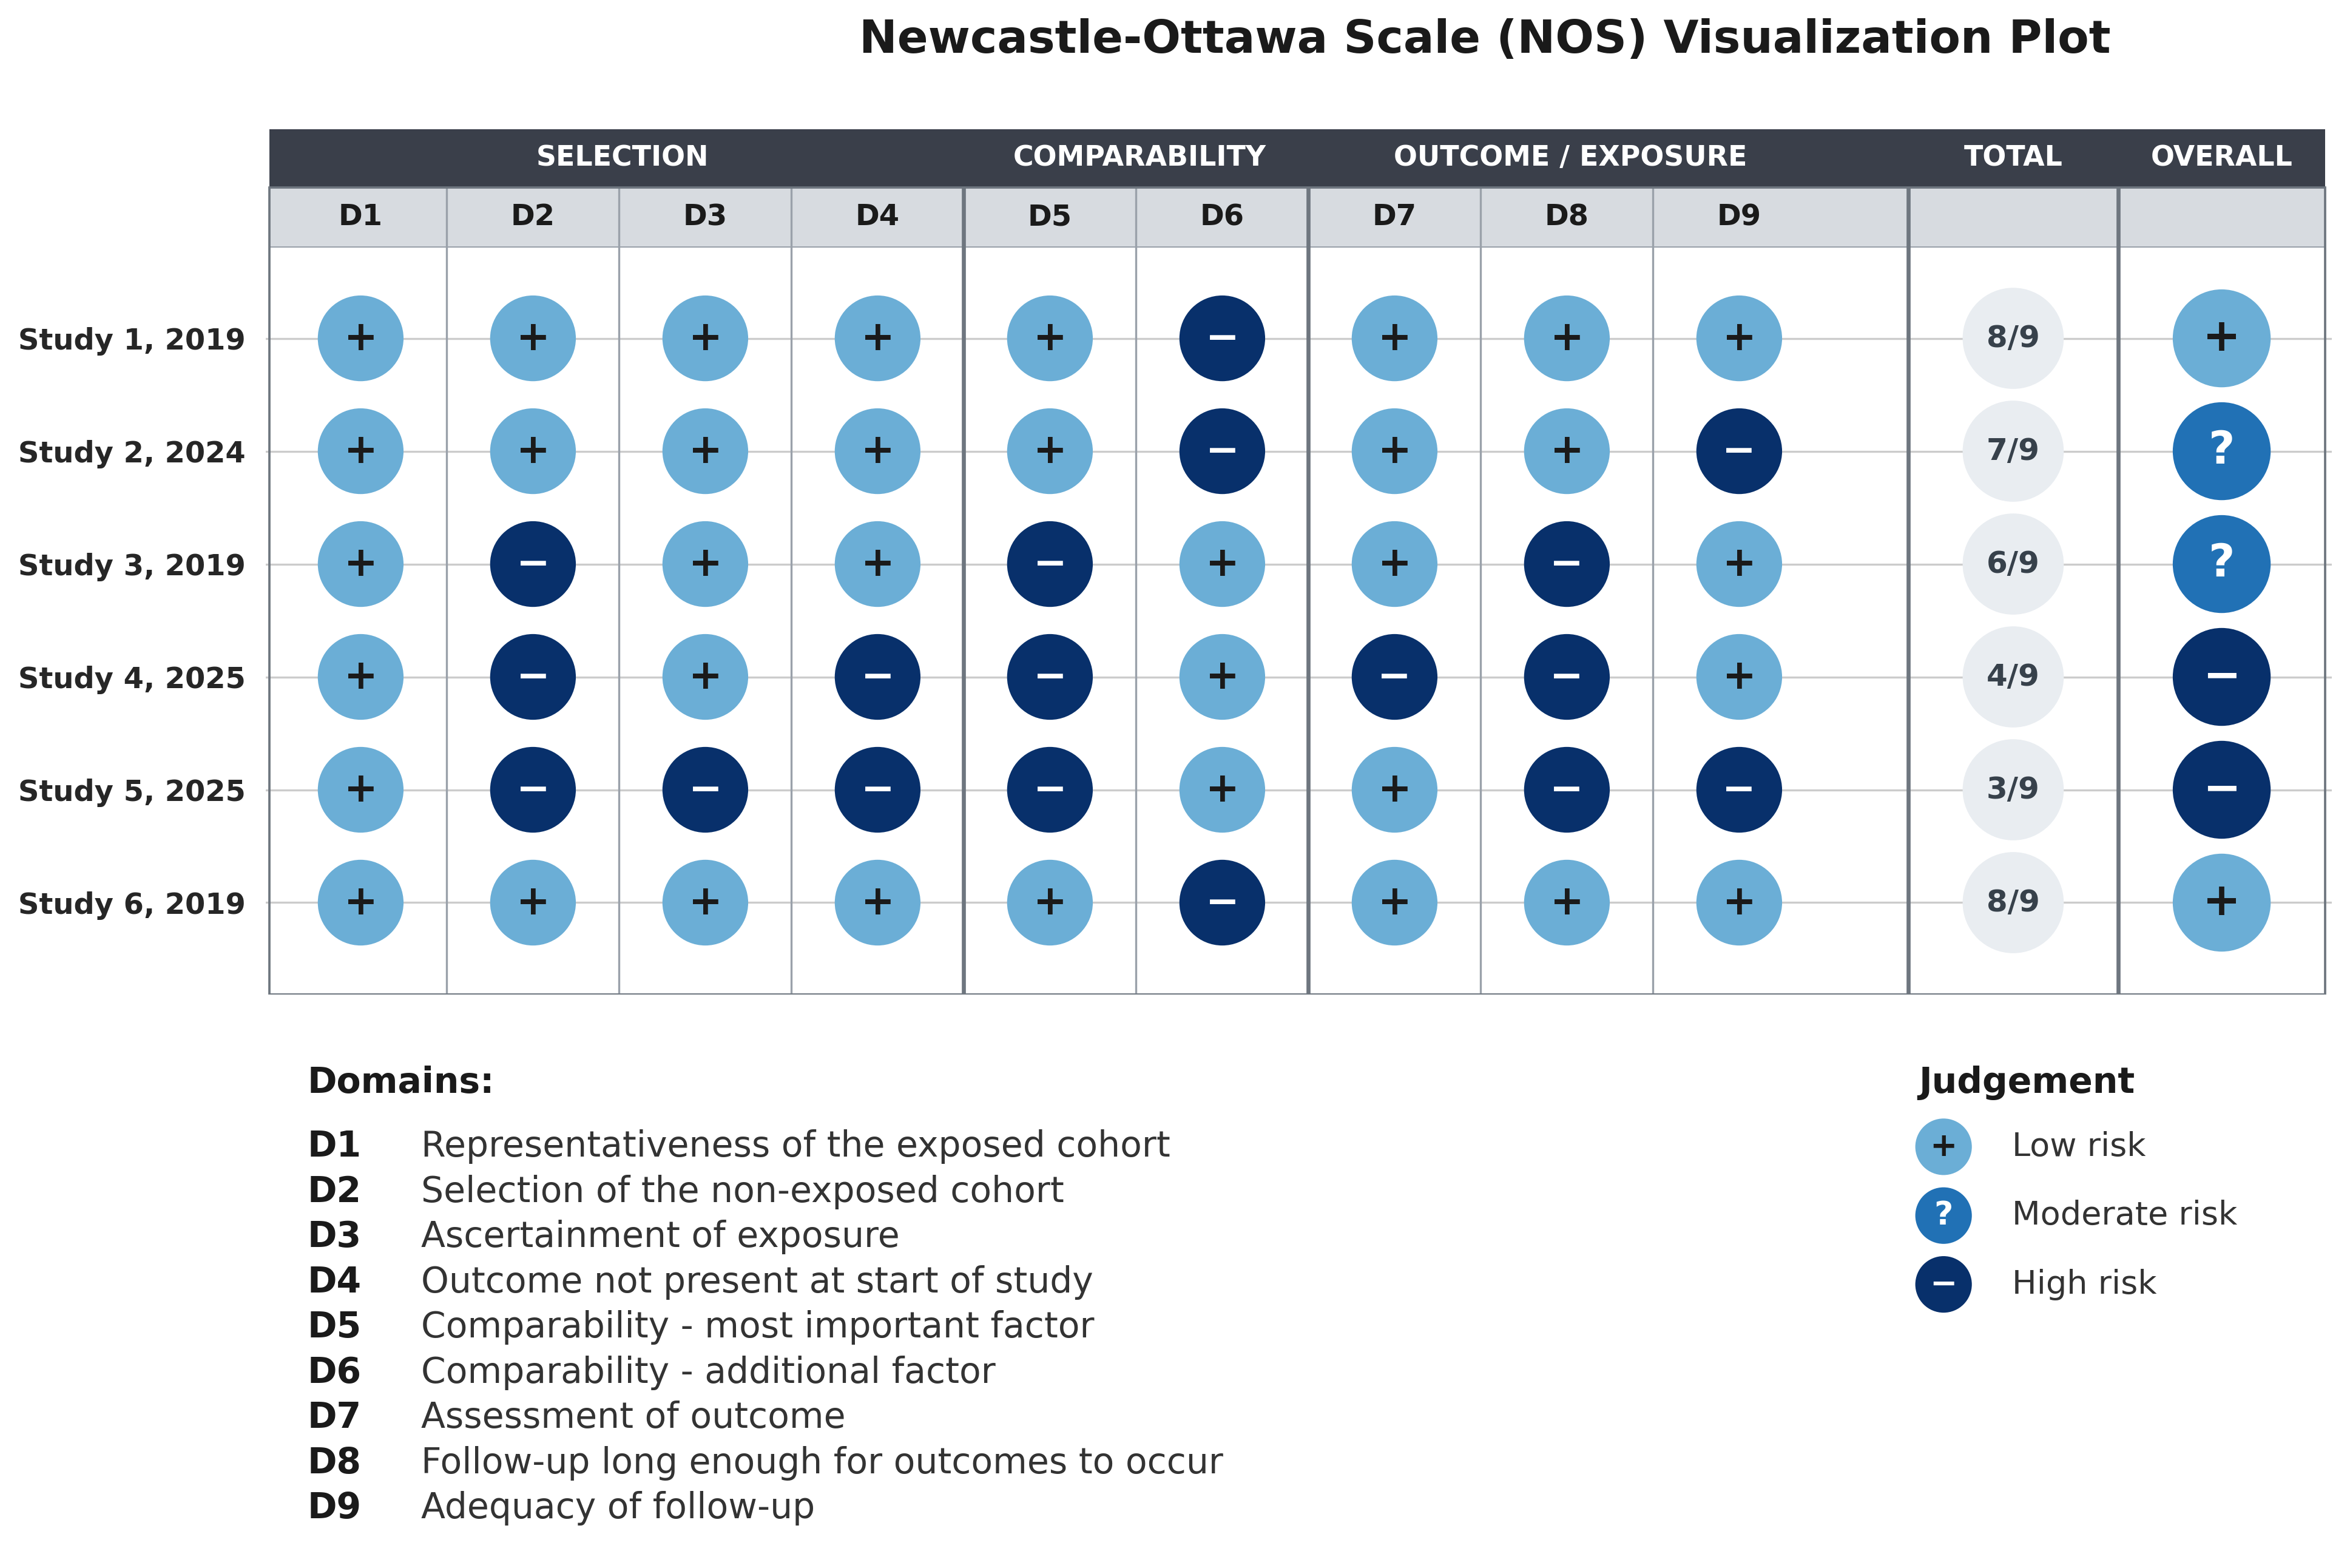 Newcastle-Ottawa Scale (NOS) Visualization Plot
SELECTION COMPARABILITY OUTCOME / EXPOSURE TOTAL OVERALL
D1 D2 D3 D4 D5 D6 D7 D8 D9
Study 1, 2019 + + + + + − + + + 8/9 +
Study 2, 2024 + + + + + − + + − 7/9 ?
Study 3, 2019 + − + + − + + − + 6/9 ?
Study 4, 2025 + − + − − + − − + 4/9 −
Study 5, 2025 + − − − − + + − − 3/9 −
Study 6, 2019 + + + + + − + + + 8/9 +
Domains:
D1 Representativeness of the exposed cohort
D2 Selection of the non-exposed cohort
D3 Ascertainment of exposure
D4 Outcome not present at start of study
D5 Comparability - most important factor
D6 Comparability - additional factor
D7 Assessment of outcome
D8 Follow-up long enough for outcomes to occur
D9 Adequacy of follow-up
Judgement
+ Low risk
? Moderate risk
− High risk